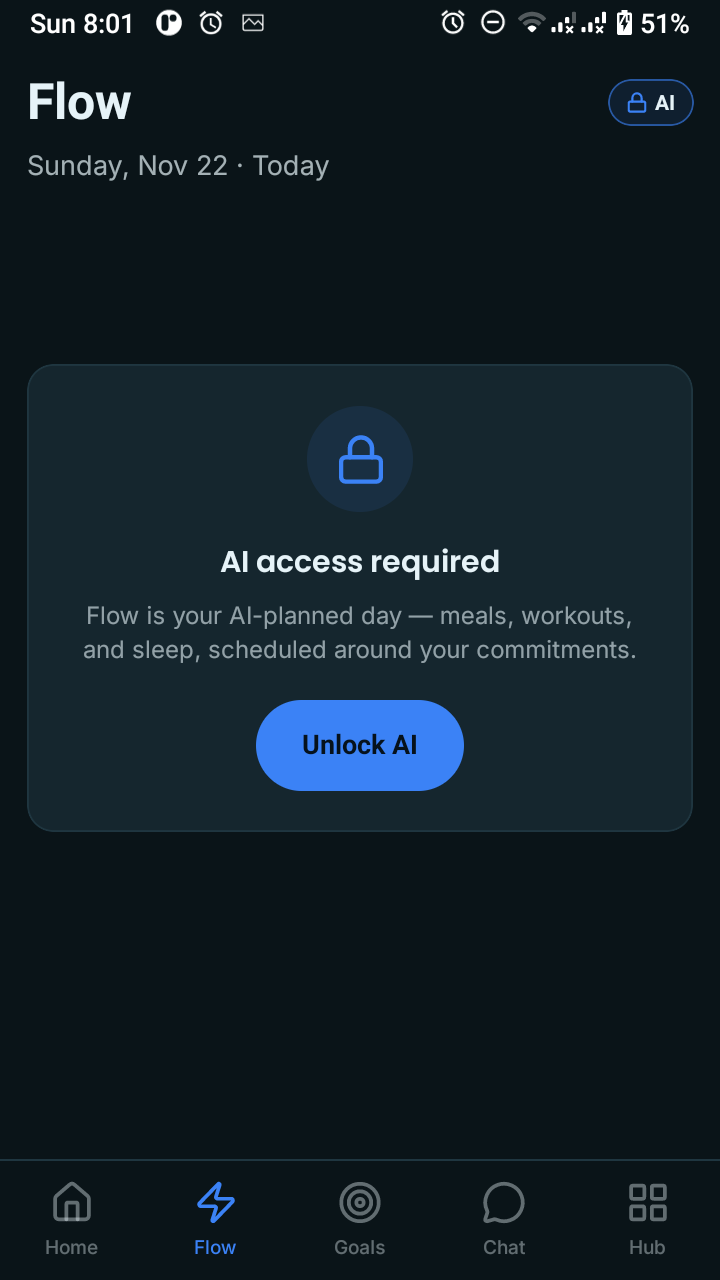 Sun 8:01
51%
Flow
AI
Sunday, Nov 22 · Today
AI access required
Flow is your AI-planned day — meals, workouts,
and sleep, scheduled around your commitments.
Unlock AI
Home
Flow
Goals
Chat
Hub